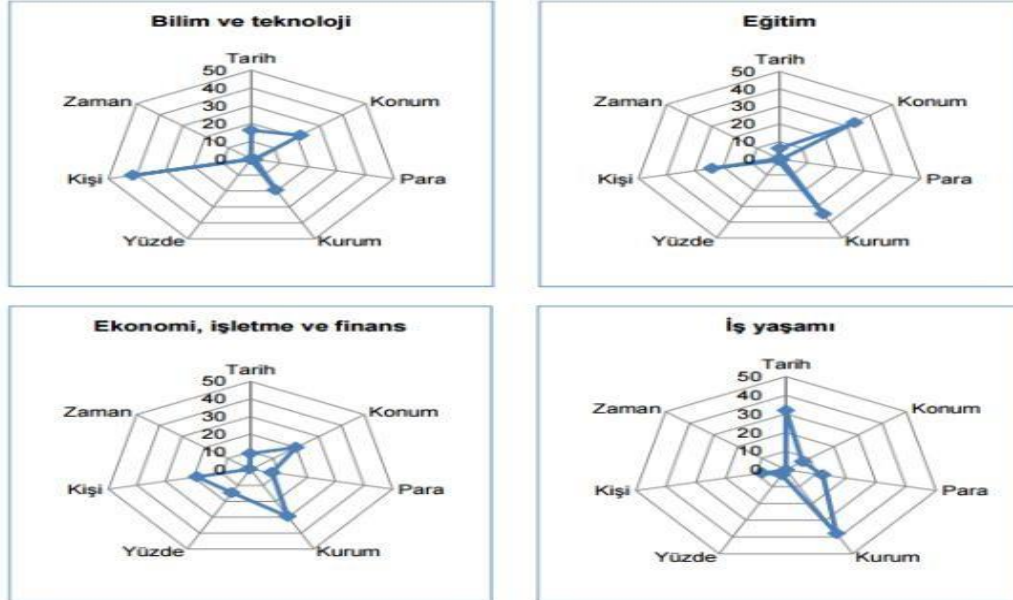 Bilim ve teknoloji
Tarih
50
40
30
20
10
0
Konum
Para
Kurum
Yüzde
Kişi
Zaman
Eğitim
Tarih
50
40
30
20
10
0
Konum
Para
Kurum
Yüzde
Kişi
Zaman
Ekonomi, işletme ve finans
Tarih
50
40
30
20
10
0
Konum
Para
Kurum
Yüzde
Kişi
Zaman
İş yaşamı
Tarih
50
40
30
20
10
0
Konum
Para
Kurum
Yüzde
Kişi
Zaman